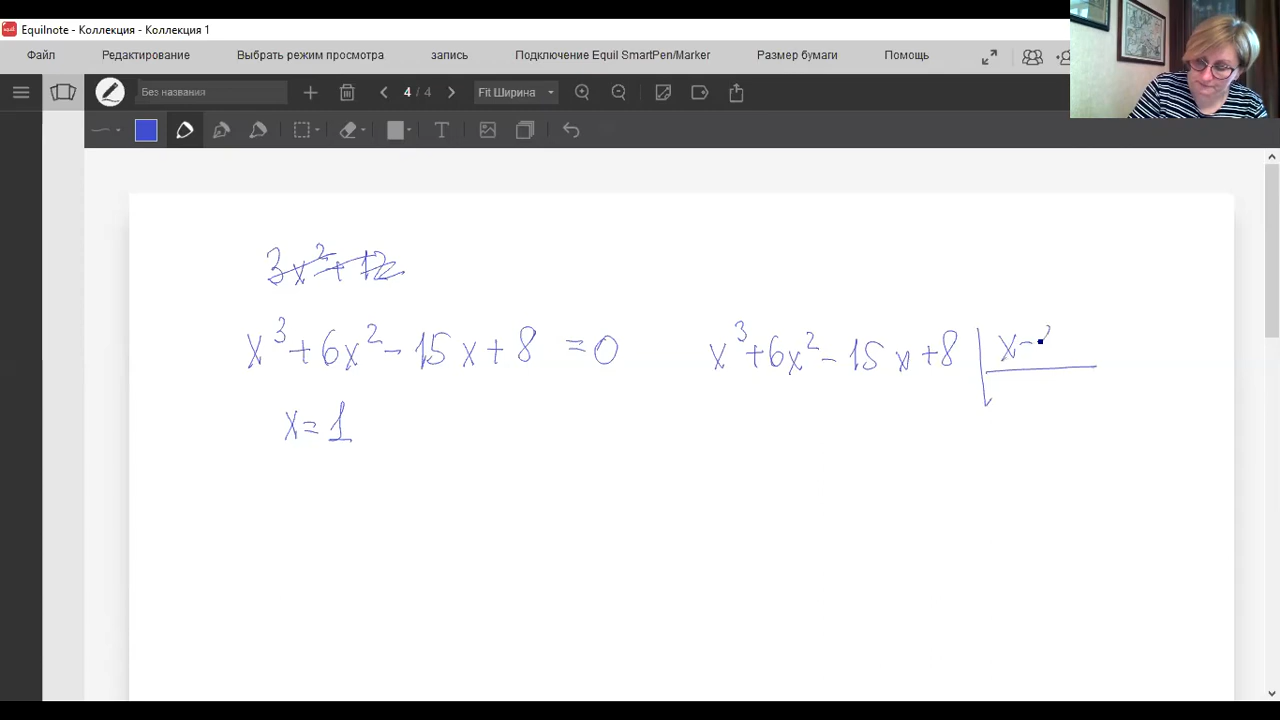 Equilnote - Коллекция - Коллекция 1
Файл Редактирование Выбрать режим просмотра запись Подключение Equil SmartPen/Marker Размер бумаги Помощь
Без названия 4 / 4 Fit Ширина
3x²+12
x³+6x²-15x+8 =0 x³+6x²-15x+8 | x-
x=1